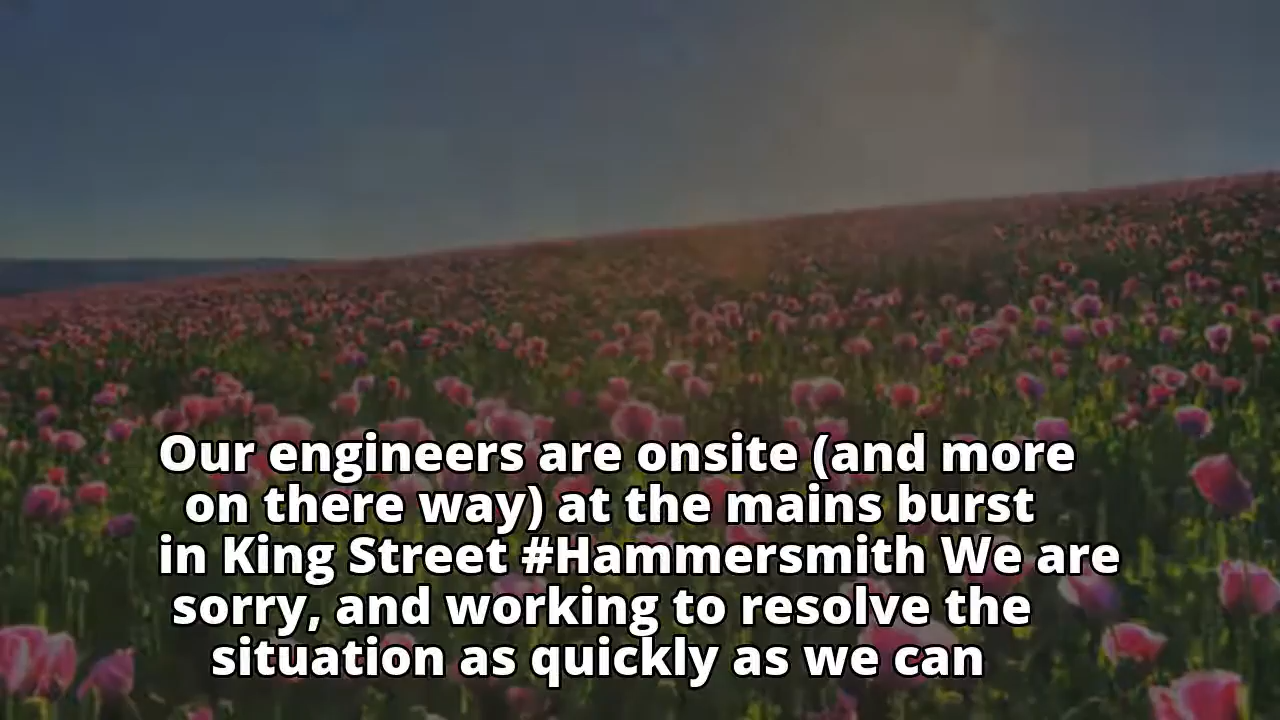 Our engineers are onsite (and more
on there way) at the mains burst
in King Street #Hammersmith We are
sorry, and working to resolve the
situation as quickly as we can